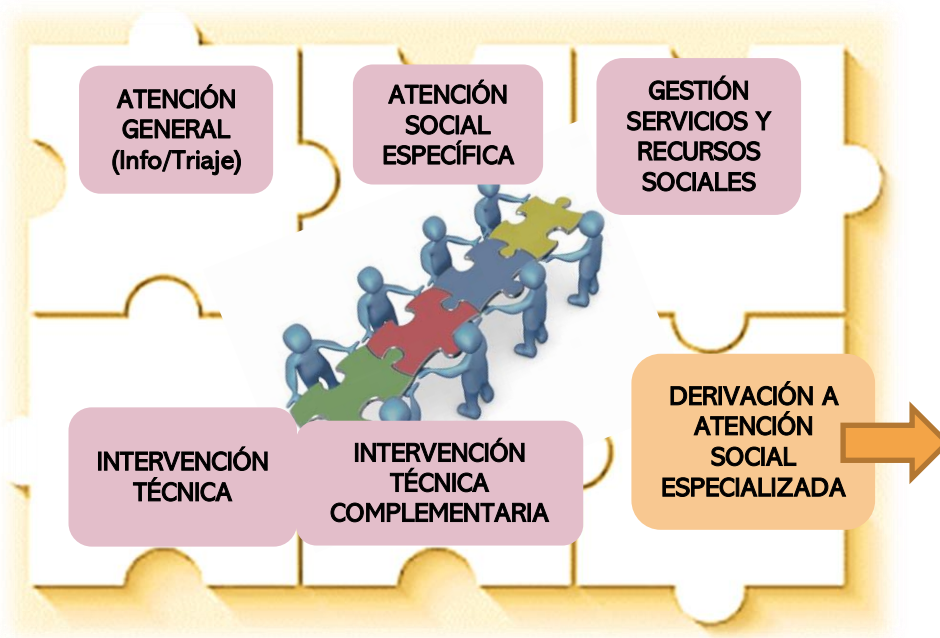 ATENCIÓN
GENERAL
(Info/Triaje)
ATENCIÓN
SOCIAL
ESPECÍFICA
GESTIÓN
SERVICIOS Y
RECURSOS
SOCIALES
INTERVENCIÓN
TÉCNICA
INTERVENCIÓN
TÉCNICA
COMPLEMENTARIA
DERIVACIÓN A
ATENCIÓN
SOCIAL
ESPECIALIZADA